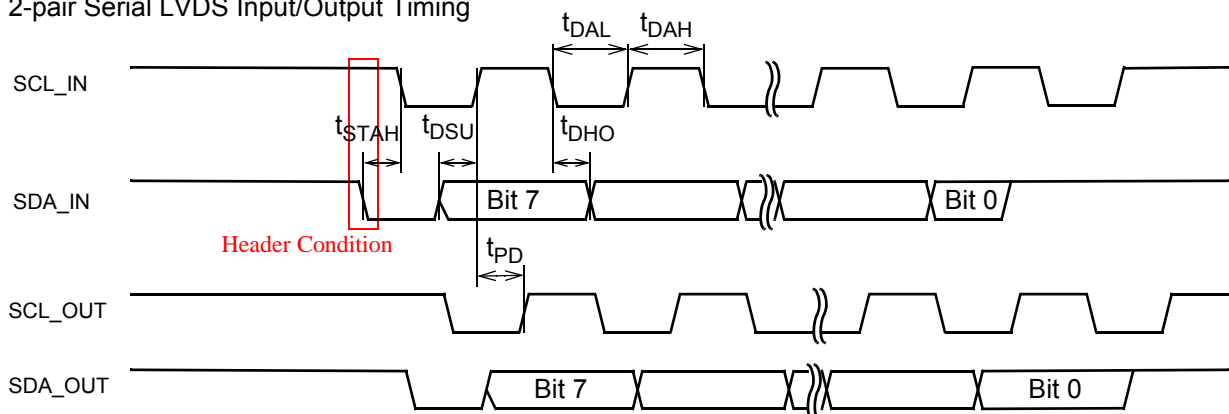 2-pair Serial LVDS Input/Output Timing
tDAL tDAH
SCL_IN
tSTAH tDSU tDHO
SDA_IN Bit 7 Bit 0
Header Condition
tPD
SCL_OUT
SDA_OUT Bit 7 Bit 0